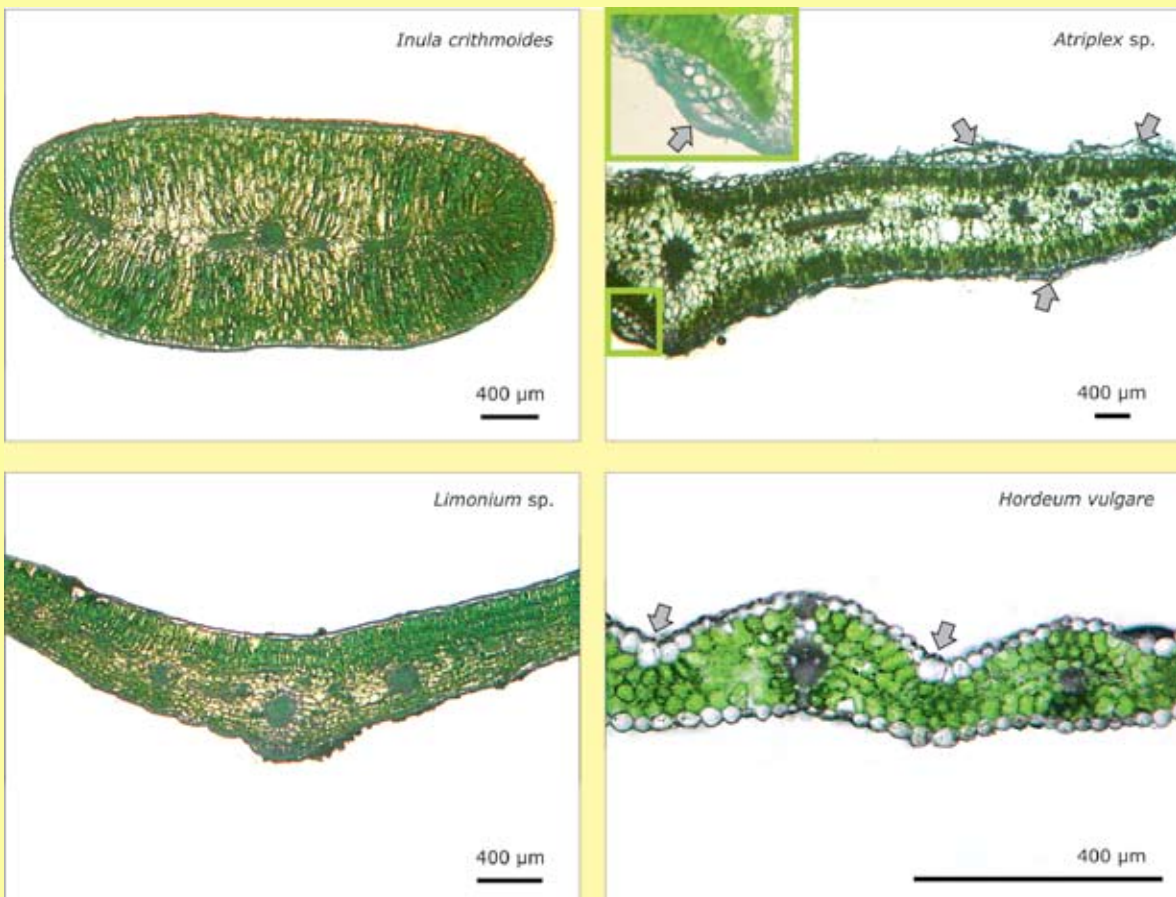 Inula crithmoides
400 µm
Atriplex sp.
400 µm
Limonium sp.
400 µm
Hordeum vulgare
400 µm